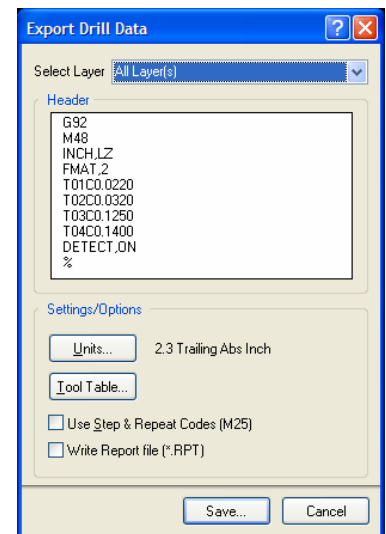 Export Drill Data
Select Layer All Layer(s)
Header
G92
M48
INCH,LZ
FMAT,2
T01C0.0220
T02C0.0320
T03C0.1250
T04C0.1400
DETECT,ON
%
Settings/Options
Units... 2.3 Trailing Abs Inch
Tool Table...
Use Step & Repeat Codes (M25)
Write Report file (*.RPT)
Save... Cancel